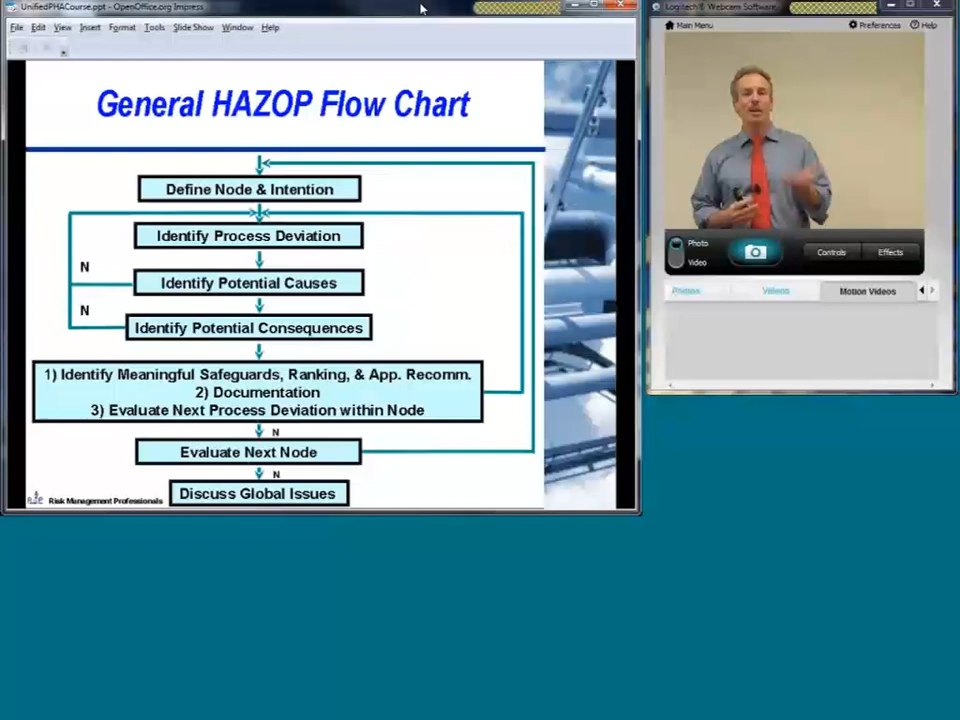 UnifiedPHACourse.ppt - OpenOffice.org Impress
File Edit View Insert Format Tools Slide Show Window Help
General HAZOP Flow Chart
Define Node & Intention
Identify Process Deviation
N
Identify Potential Causes
N
Identify Potential Consequences
1) Identify Meaningful Safeguards, Ranking, & App. Recomm.
2) Documentation
3) Evaluate Next Process Deviation within Node
N
Evaluate Next Node
N
Discuss Global Issues
Risk Management Professionals
Logitech® Webcam Software
Main Menu
Preferences
Help
Photo
Video
Controls
Effects
Photos
Videos
Motion Videos